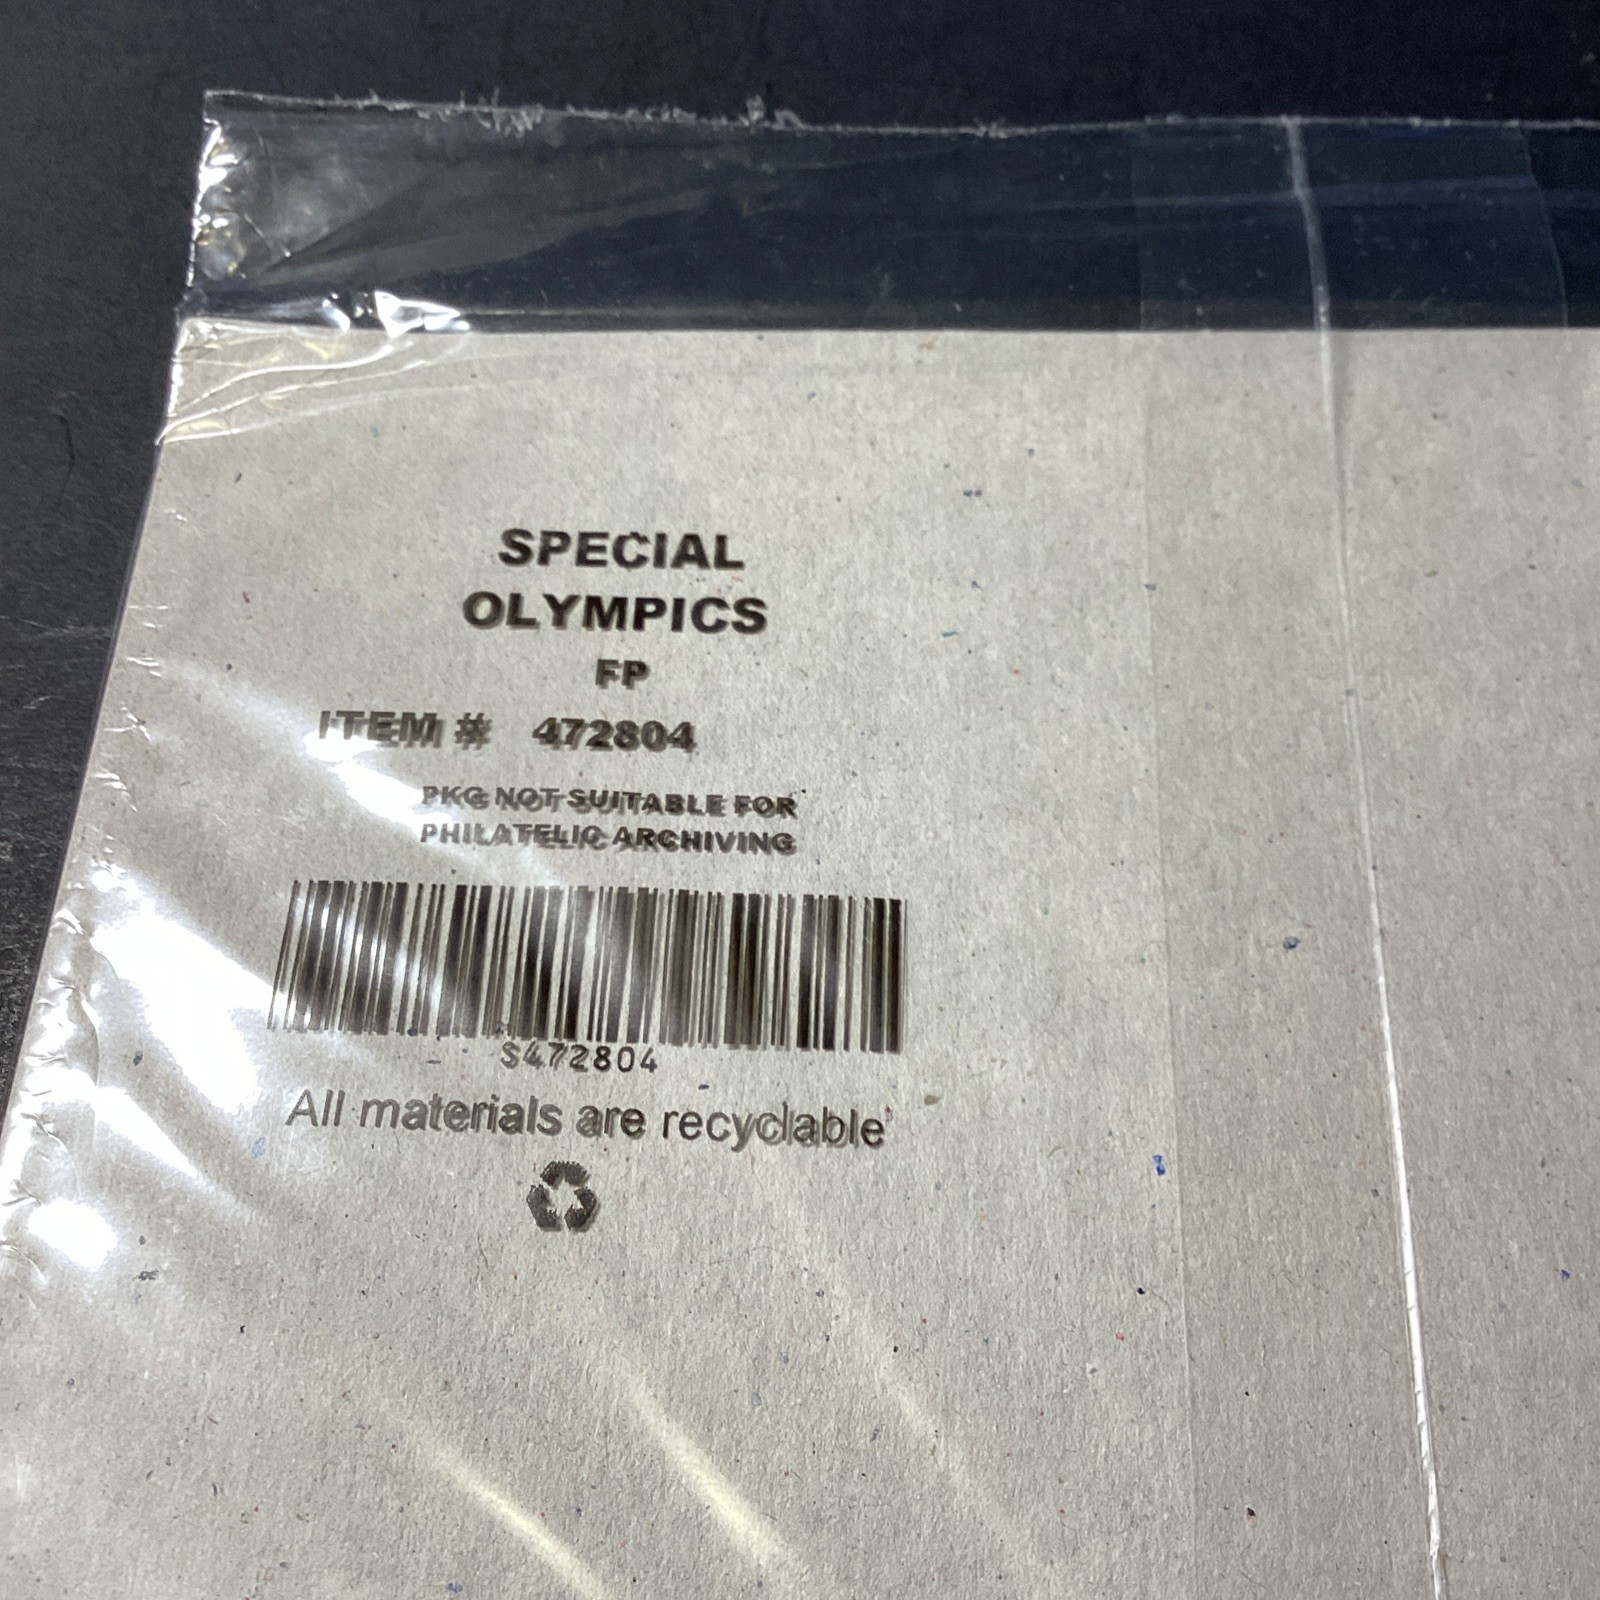 SPECIAL
OLYMPICS
FP
ITEM # 472804
PKG NOT SUITABLE FOR
PHILATELIC ARCHIVING
S472804
All materials are recyclable